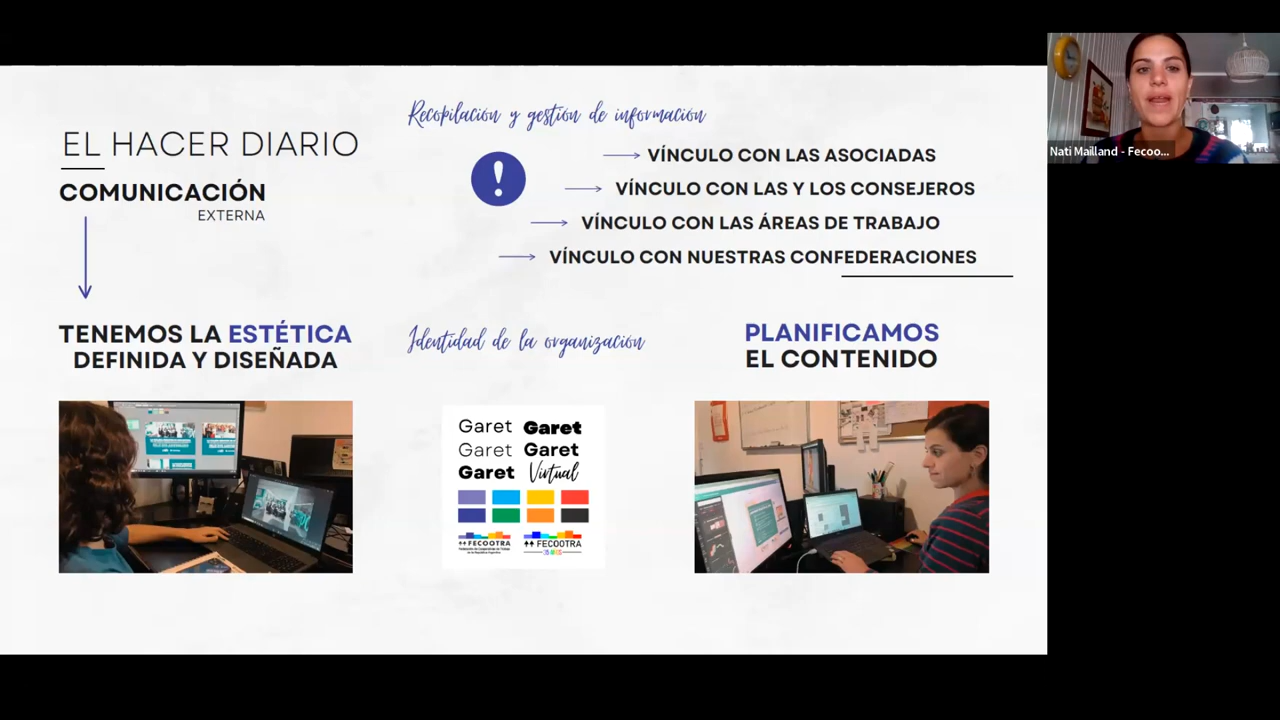 EL HACER DIARIO
COMUNICACIÓN
EXTERNA
Recopilación y gestión de información
!
VÍNCULO CON LAS ASOCIADAS
VÍNCULO CON LAS Y LOS CONSEJEROS
VÍNCULO CON LAS ÁREAS DE TRABAJO
VÍNCULO CON NUESTRAS CONFEDERACIONES
TENEMOS LA ESTÉTICA
DEFINIDA Y DISEÑADA
Identidad de la organización
Garet Garet
Garet Garet
Garet Virtual
FECOOTRA
FECOOTRA
PLANIFICAMOS
EL CONTENIDO
Nati Mailland - Fecoo...